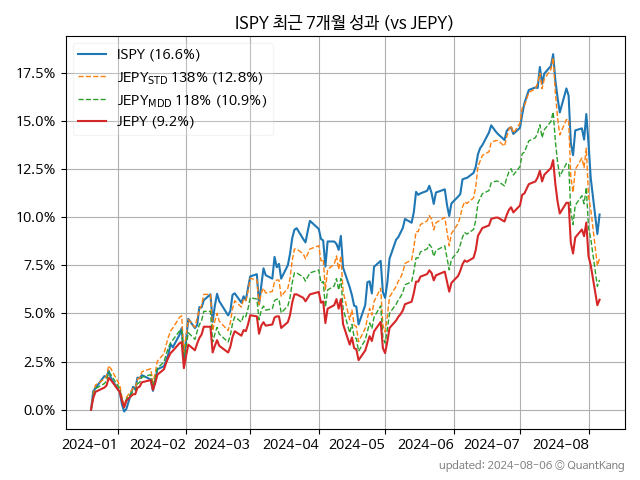 ISPY 최근 7개월 성과 (vs JEPY)
ISPY (16.6%)
JEPYSTD 138% (12.8%)
JEPYMDD 118% (10.9%)
JEPY (9.2%)
17.5%
15.0%
12.5%
10.0%
7.5%
5.0%
2.5%
0.0%
2024-01 2024-02 2024-03 2024-04 2024-05 2024-06 2024-07 2024-08
updated: 2024-08-06 © QuantKang